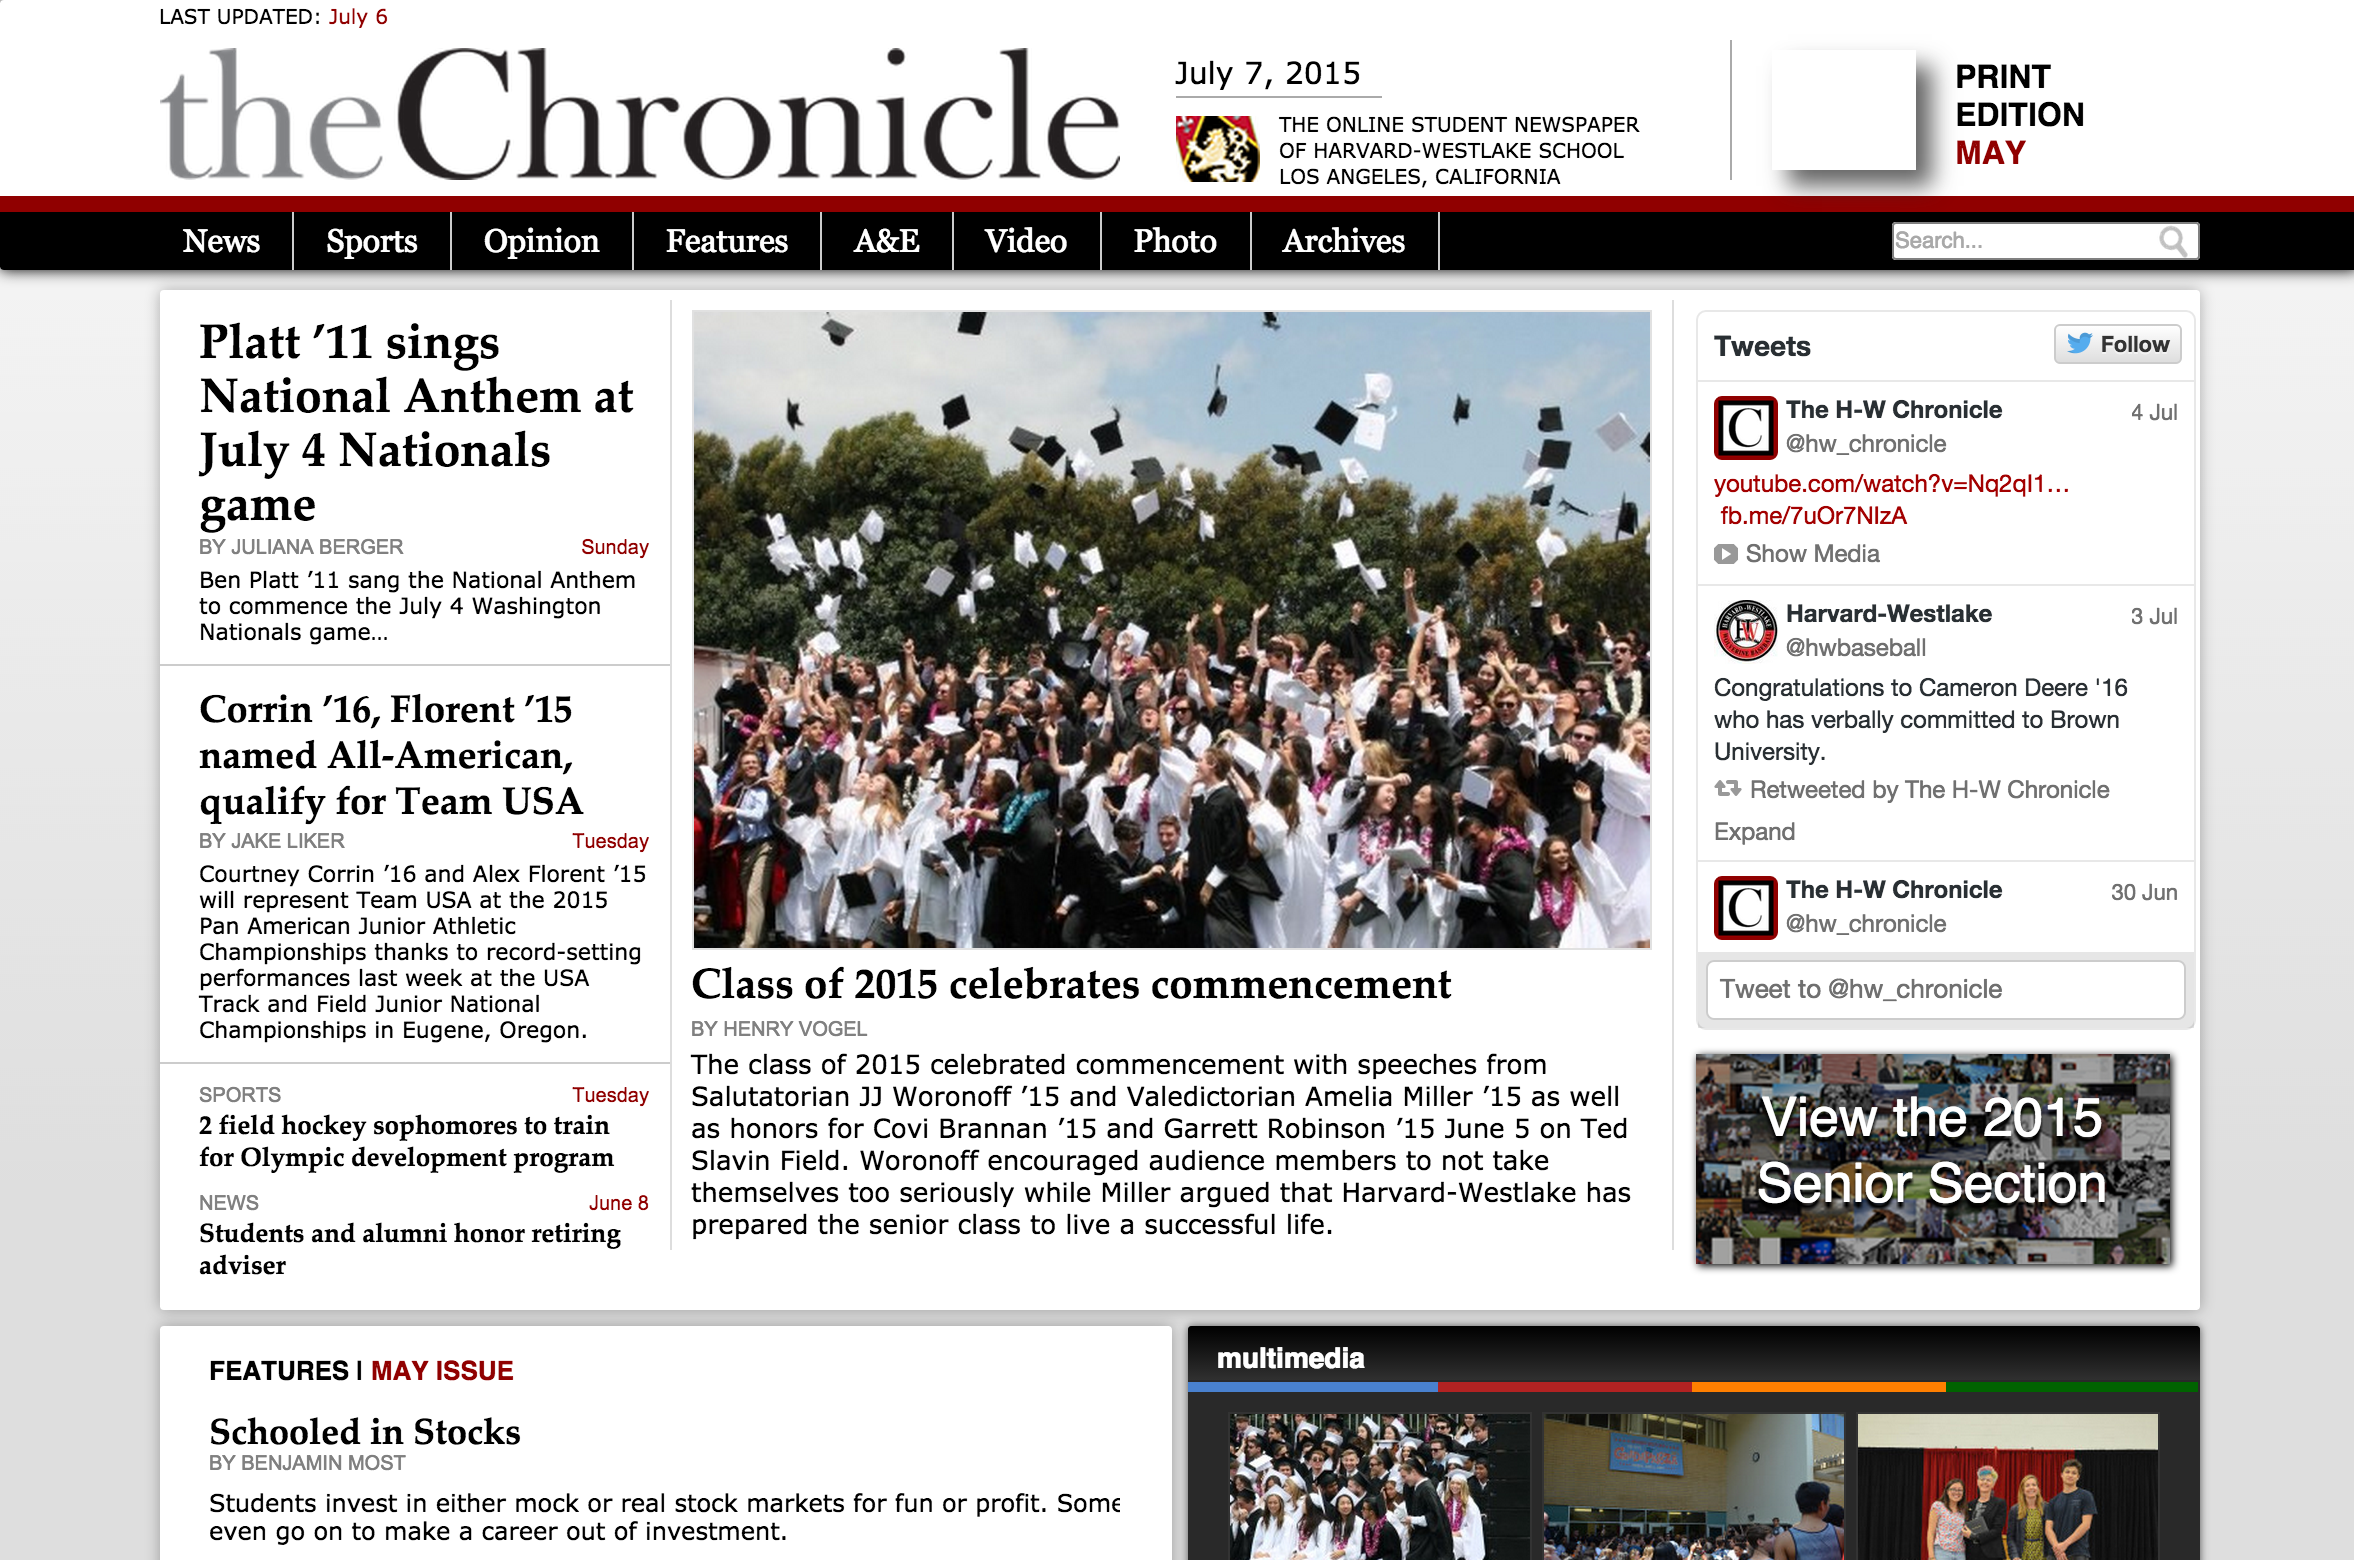 LAST UPDATED: July 6
theChronicle
July 7, 2015
THE ONLINE STUDENT NEWSPAPER
OF HARVARD-WESTLAKE SCHOOL
LOS ANGELES, CALIFORNIA
PRINT
EDITION
MAY
News Sports Opinion Features A&E Video Photo Archives
Search...
Platt ’11 sings
National Anthem at
July 4 Nationals
game
BY JULIANA BERGER Sunday
Ben Platt ’11 sang the National Anthem
to commence the July 4 Washington
Nationals game...
Corrin ’16, Florent ’15
named All-American,
qualify for Team USA
BY JAKE LIKER Tuesday
Courtney Corrin ’16 and Alex Florent ’15
will represent Team USA at the 2015
Pan American Junior Athletic
Championships thanks to record-setting
performances last week at the USA
Track and Field Junior National
Championships in Eugene, Oregon.
SPORTS Tuesday
2 field hockey sophomores to train
for Olympic development program
NEWS June 8
Students and alumni honor retiring
adviser
Class of 2015 celebrates commencement
BY HENRY VOGEL
The class of 2015 celebrated commencement with speeches from
Salutatorian JJ Woronoff ’15 and Valedictorian Amelia Miller ’15 as well
as honors for Covi Brannan ’15 and Garrett Robinson ’15 June 5 on Ted
Slavin Field. Woronoff encouraged audience members to not take
themselves too seriously while Miller argued that Harvard-Westlake has
prepared the senior class to live a successful life.
Tweets Follow
C
The H-W Chronicle 4 Jul
@hw_chronicle
youtube.com/watch?v=Nq2qI1…
fb.me/7uOr7NIzA
Show Media
HW
Harvard-Westlake 3 Jul
@hwbaseball
Congratulations to Cameron Deere '16
who has verbally committed to Brown
University.
Retweeted by The H-W Chronicle
Expand
C
The H-W Chronicle 30 Jun
@hw_chronicle
Tweet to @hw_chronicle
View the 2015
Senior Section
FEATURES | MAY ISSUE
Schooled in Stocks
BY BENJAMIN MOST
Students invest in either mock or real stock markets for fun or profit. Some
even go on to make a career out of investment.
multimedia